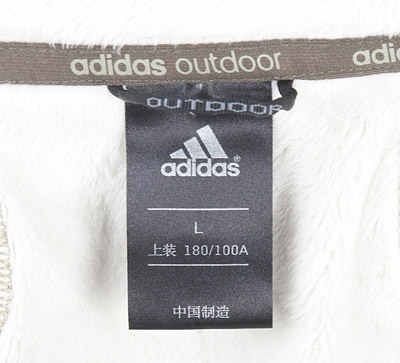 adidas outdoor adidas
OUTDOOR
adidas
L
上装 180/100A
中国制造